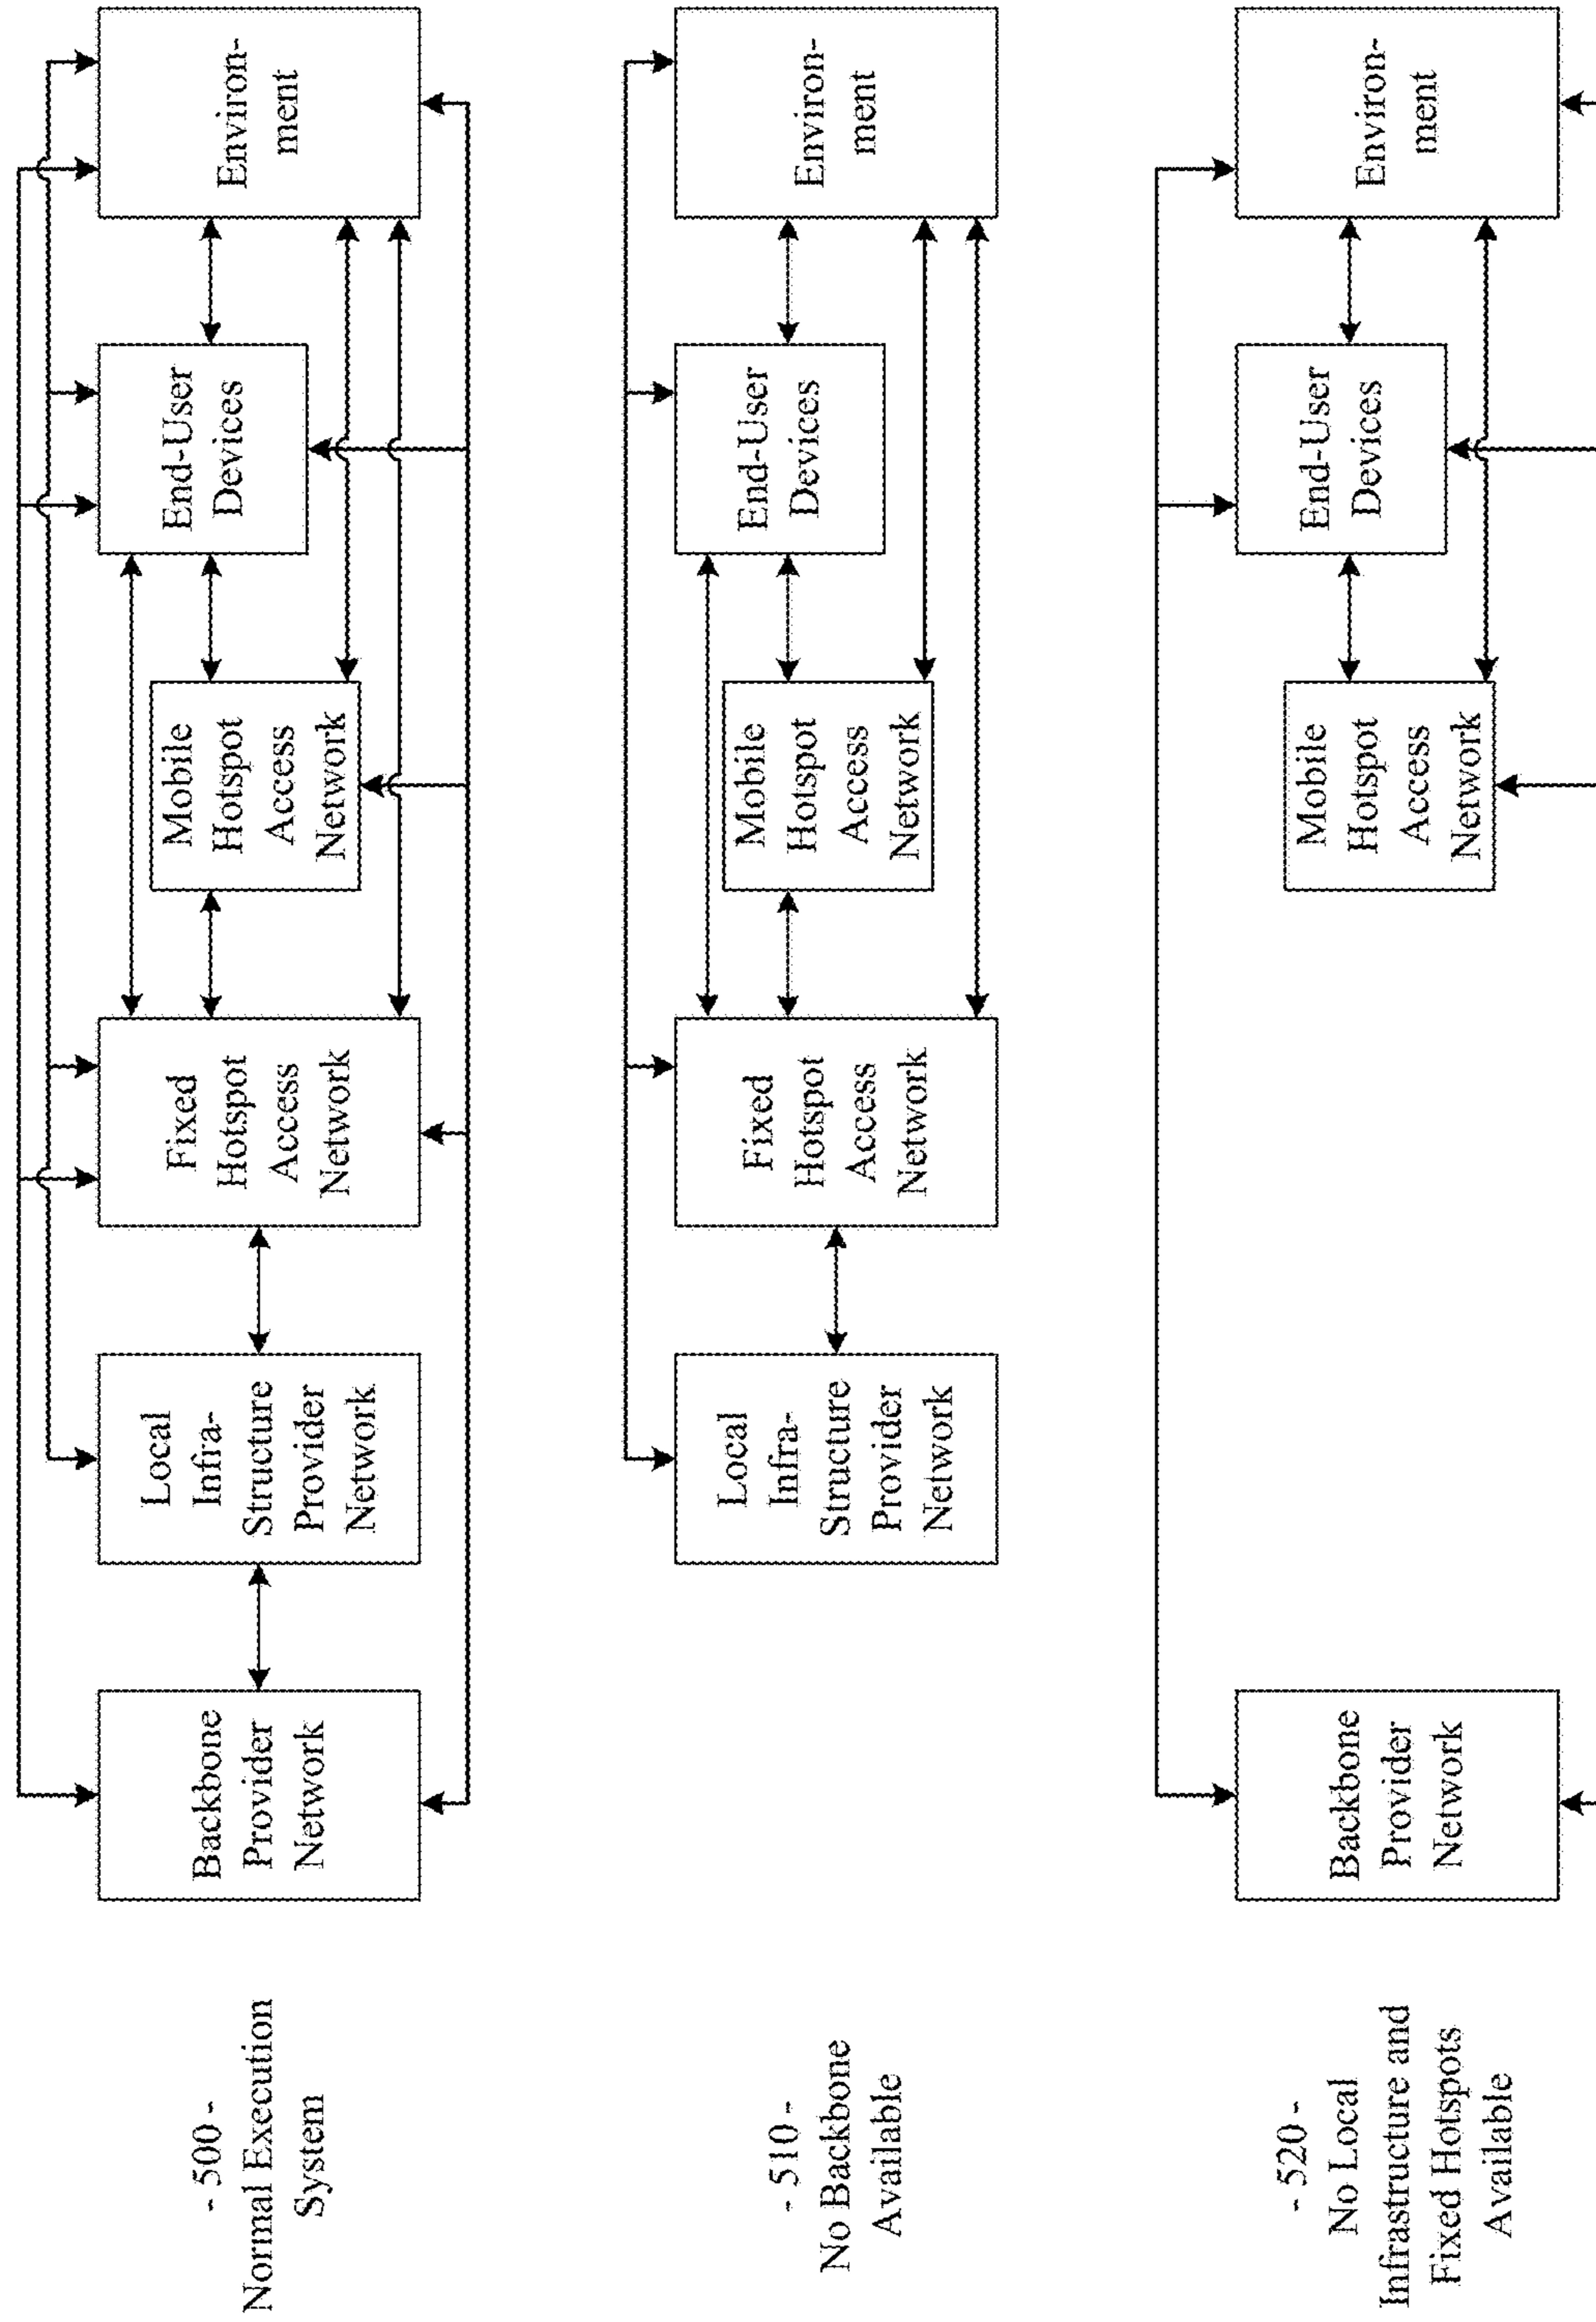 - 500 -
Normal Execution
System
Backbone
Provider
Network
Local
Infra-
Structure
Provider
Network
Fixed
Hotspot
Access
Network
Mobile
Hotspot
Access
Network
End-User
Devices
Environ-
ment
- 510 -
No Backbone
Available
Local
Infra-
Structure
Provider
Network
Fixed
Hotspot
Access
Network
Mobile
Hotspot
Access
Network
End-User
Devices
Environ-
ment
- 520 -
No Local
Infrastructure and
Fixed Hotspots
Available
Backbone
Provider
Network
Mobile
Hotspot
Access
Network
End-User
Devices
Environ-
ment